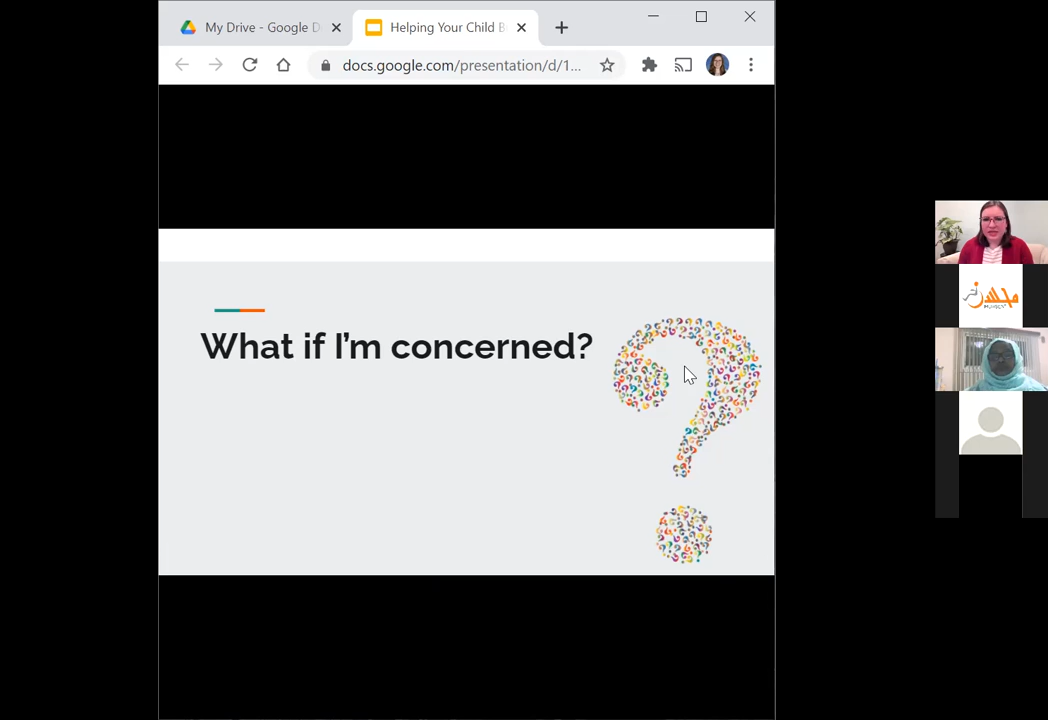 My Drive - Google D
Helping Your Child B
docs.google.com/presentation/d/1...
What if I'm concerned?